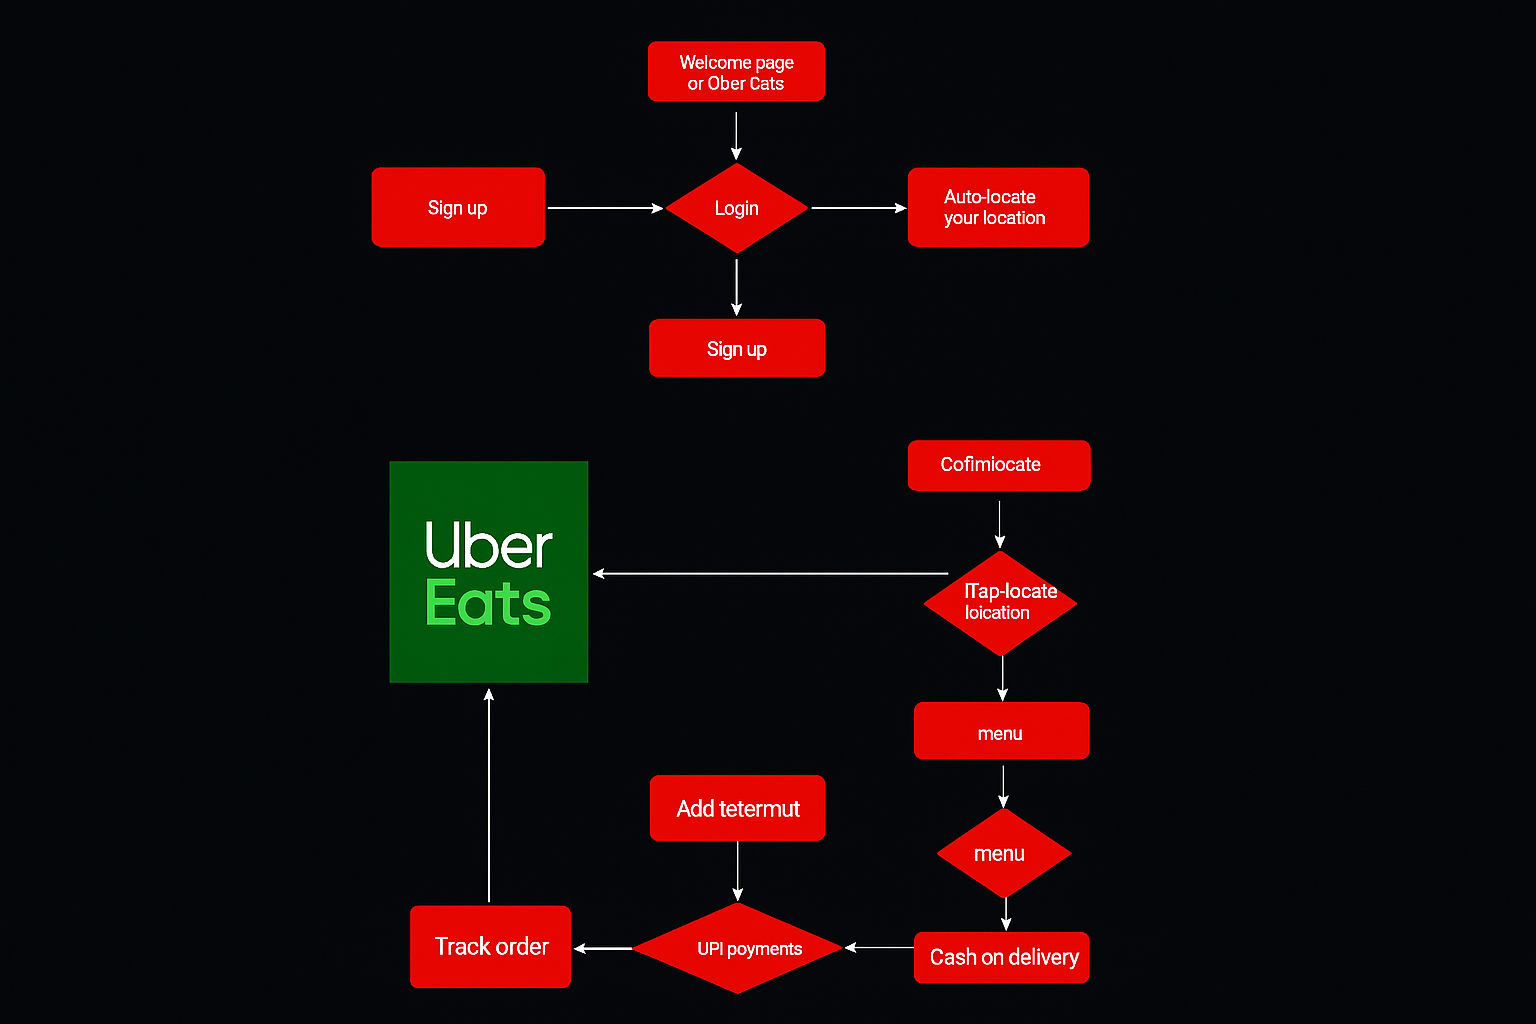 Welcome page
or Ober Cats
Sign up
Login
Auto-locate
your location
Sign up
Cofimiocate
Uber
Eats
lTap-locate
loication
menu
Add tetermut
menu
Track order
UPI poyments
Cash on delivery